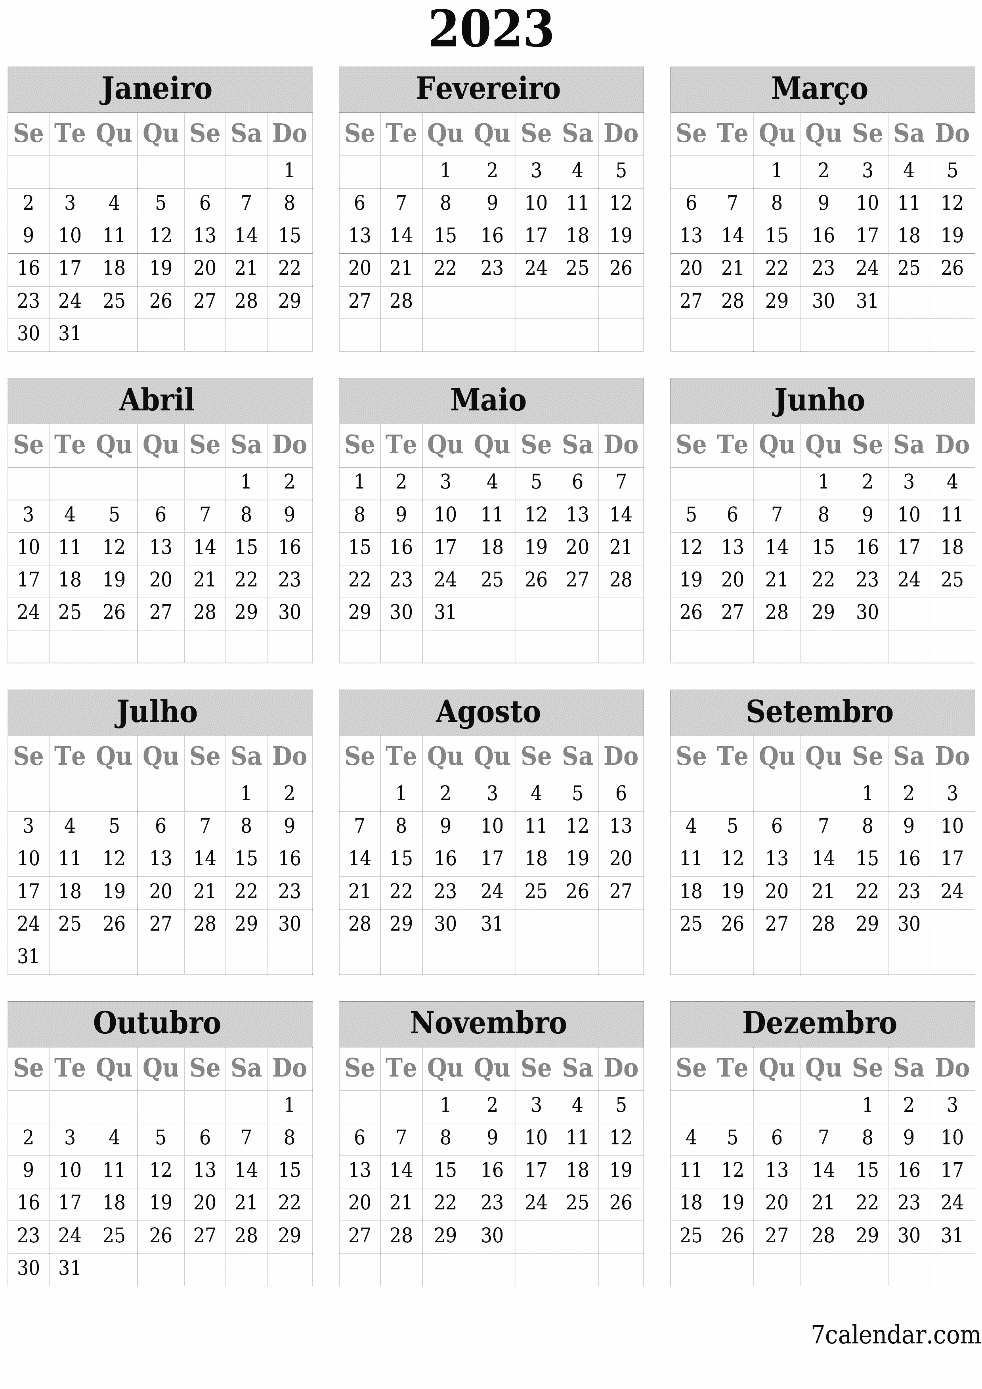 2023
Janeiro Fevereiro Março
Se Te Qu Qu Se Sa Do Se Te Qu Qu Se Sa Do Se Te Qu Qu Se Sa Do
1 1 2 3 4 5 1 2 3 4 5
2 3 4 5 6 7 8 6 7 8 9 10 11 12 6 7 8 9 10 11 12
9 10 11 12 13 14 15 13 14 15 16 17 18 19 13 14 15 16 17 18 19
16 17 18 19 20 21 22 20 21 22 23 24 25 26 20 21 22 23 24 25 26
23 24 25 26 27 28 29 27 28 27 28 29 30 31
30 31
Abril Maio Junho
Se Te Qu Qu Se Sa Do Se Te Qu Qu Se Sa Do Se Te Qu Qu Se Sa Do
1 2 1 2 3 4 5 6 7 1 2 3 4
3 4 5 6 7 8 9 8 9 10 11 12 13 14 5 6 7 8 9 10 11
10 11 12 13 14 15 16 15 16 17 18 19 20 21 12 13 14 15 16 17 18
17 18 19 20 21 22 23 22 23 24 25 26 27 28 19 20 21 22 23 24 25
24 25 26 27 28 29 30 29 30 31 26 27 28 29 30
Julho Agosto Setembro
Se Te Qu Qu Se Sa Do Se Te Qu Qu Se Sa Do Se Te Qu Qu Se Sa Do
1 2 1 2 3 4 5 6 1 2 3
3 4 5 6 7 8 9 7 8 9 10 11 12 13 4 5 6 7 8 9 10
10 11 12 13 14 15 16 14 15 16 17 18 19 20 11 12 13 14 15 16 17
17 18 19 20 21 22 23 21 22 23 24 25 26 27 18 19 20 21 22 23 24
24 25 26 27 28 29 30 28 29 30 31 25 26 27 28 29 30
31
Outubro Novembro Dezembro
Se Te Qu Qu Se Sa Do Se Te Qu Qu Se Sa Do Se Te Qu Qu Se Sa Do
1 1 2 3 4 5 1 2 3
2 3 4 5 6 7 8 6 7 8 9 10 11 12 4 5 6 7 8 9 10
9 10 11 12 13 14 15 13 14 15 16 17 18 19 11 12 13 14 15 16 17
16 17 18 19 20 21 22 20 21 22 23 24 25 26 18 19 20 21 22 23 24
23 24 25 26 27 28 29 27 28 29 30 25 26 27 28 29 30 31
30 31
7calendar.com